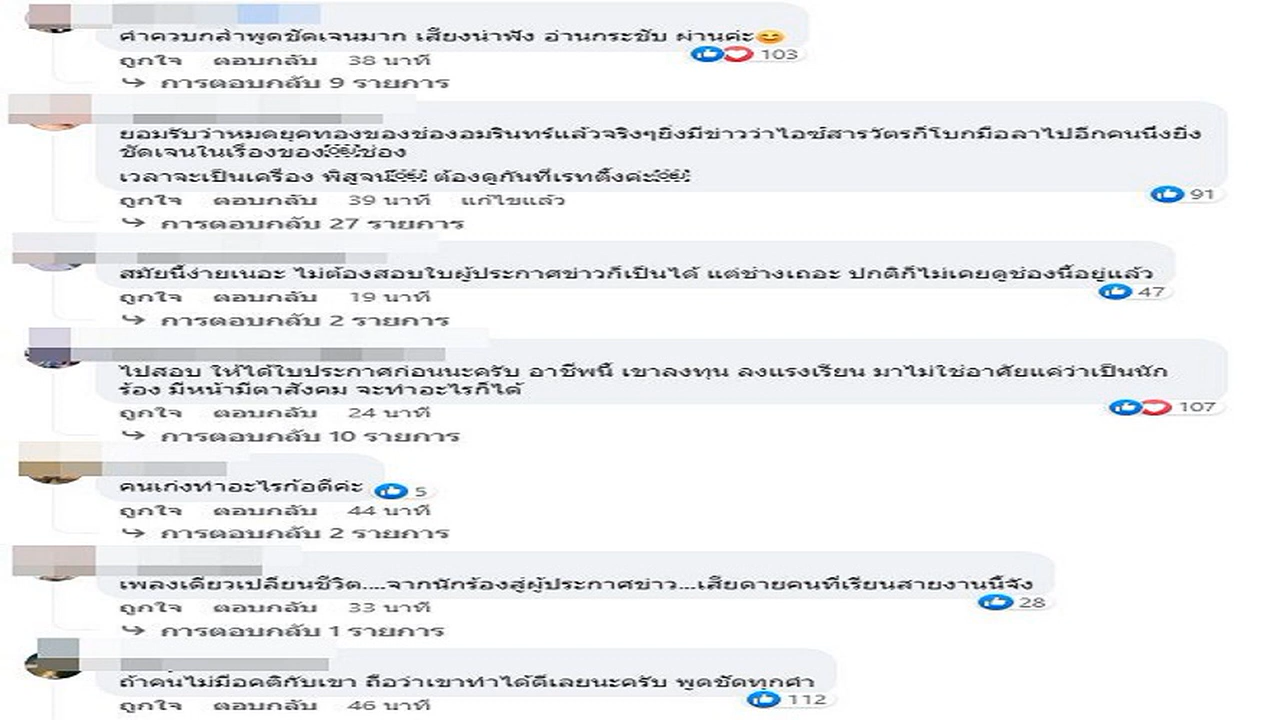 คำควบกล้ำพูดชัดเจนมาก เสียงน่าฟัง อ่านกระชับ ผ่านค่ะ😊
ถูกใจ ตอบกลับ 38 นาที
103
การตอบกลับ 9 รายการ
ยอมรับว่าหมดยุคทองของช่องอมรินทร์แล้วจริงๆยิ่งมีข่าวว่าไอซ์สารวัตรก็โบกมือลาไปอีกคนนึงยิ่ง
ชัดเจนในเรื่องของ￼ช่อง
เวลาจะเป็นเครื่อง พิสูจน์￼ ต้องดูกันที่เรทติ้งค่ะ￼
ถูกใจ ตอบกลับ 39 นาที แก้ไขแล้ว
91
การตอบกลับ 27 รายการ
สมัยนี้ง่ายเนอะ ไม่ต้องสอบใบผู้ประกาศข่าวก็เป็นได้ แต่ช่างเถอะ ปกติก็ไม่เคยดูช่องนี้อยู่แล้ว
ถูกใจ ตอบกลับ 19 นาที
47
การตอบกลับ 2 รายการ
ไปสอบ ให้ได้ใบประกาศก่อนนะครับ อาชีพนี้ เขาลงทุน ลงแรงเรียน มาไม่ใช่อาศัยแค่ว่าเป็นนัก
ร้อง มีหน้ามีตาสังคม จะทำอะไรก็ได้
ถูกใจ ตอบกลับ 24 นาที
107
การตอบกลับ 10 รายการ
คนเก่งทำอะไรก้อดีค่ะ
5
ถูกใจ ตอบกลับ 44 นาที
การตอบกลับ 2 รายการ
เพลงเดียวเปลี่ยนชีวิต....จากนักร้องสู่ผู้ประกาศข่าว...เสียดายคนที่เรียนสายงานนี้จัง
ถูกใจ ตอบกลับ 33 นาที
28
การตอบกลับ 1 รายการ
ถ้าคนไม่มีอคติกับเขา ถือว่าเขาทำได้ดีเลยนะครับ พูดชัดทุกคำ
ถูกใจ ตอบกลับ 46 นาที
112